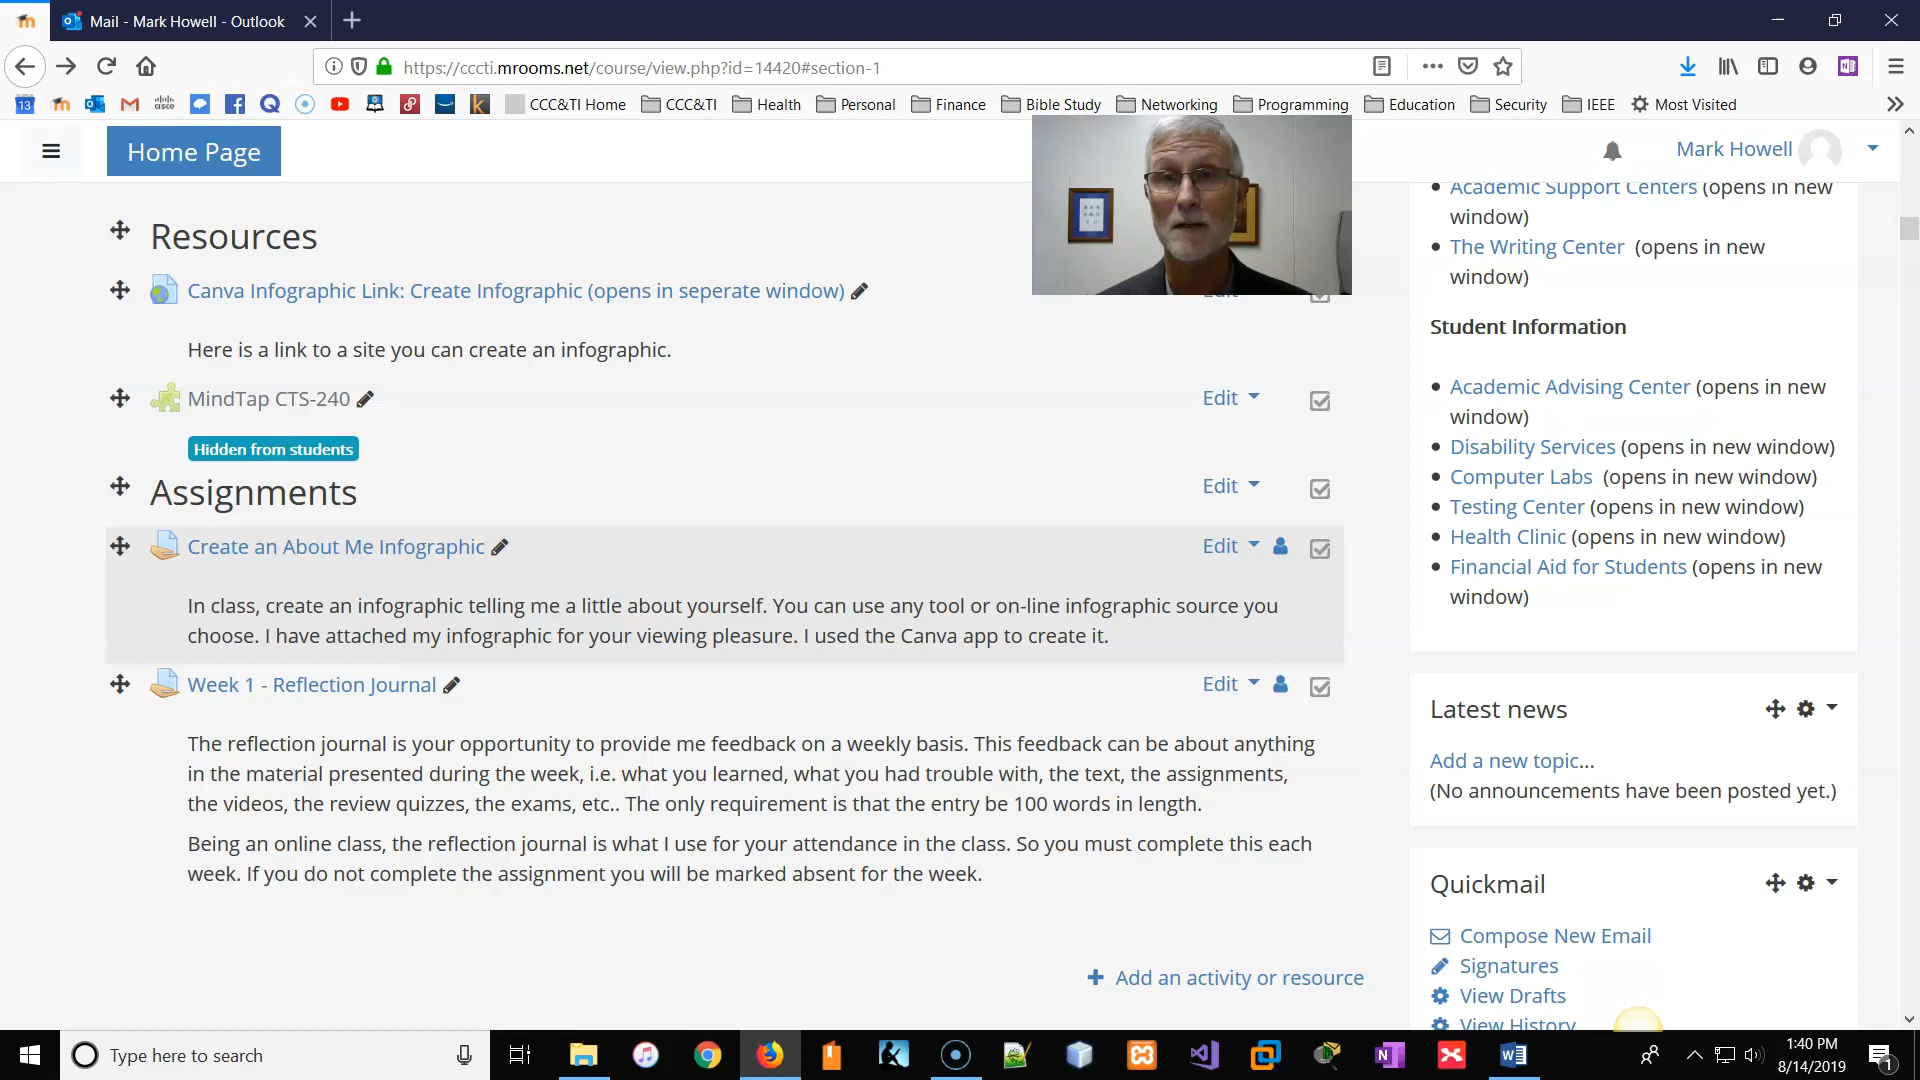 Mail - Mark Howell - Outlook
https://cccti.mrooms.net/course/view.php?id=14420#section-1
13
CCC&TI Home
CCC&TI
Health
Personal
Finance
Bible Study
Networking
Programming
Education
Security
IEEE
Most Visited
Home Page
Mark Howell
Resources
Canva Infographic Link: Create Infographic (opens in seperate window)
Edit
Here is a link to a site you can create an infographic.
MindTap CTS-240
Edit
Hidden from students
Assignments
Edit
Create an About Me Infographic
Edit
In class, create an infographic telling me a little about yourself. You can use any tool or on-line infographic source you
choose. I have attached my infographic for your viewing pleasure. I used the Canva app to create it.
Week 1 - Reflection Journal
Edit
The reflection journal is your opportunity to provide me feedback on a weekly basis. This feedback can be about anything
in the material presented during the week, i.e. what you learned, what you had trouble with, the text, the assignments,
the videos, the review quizzes, the exams, etc.. The only requirement is that the entry be 100 words in length.
Being an online class, the reflection journal is what I use for your attendance in the class. So you must complete this each
week. If you do not complete the assignment you will be marked absent for the week.
Add an activity or resource
Academic Support Centers (opens in new
window)
The Writing Center (opens in new
window)
Student Information
Academic Advising Center (opens in new
window)
Disability Services (opens in new window)
Computer Labs (opens in new window)
Testing Center (opens in new window)
Health Clinic (opens in new window)
Financial Aid for Students (opens in new
window)
Latest news
Add a new topic...
(No announcements have been posted yet.)
Quickmail
Compose New Email
Signatures
View Drafts
View History
Type here to search
1:40 PM
8/14/2019
1